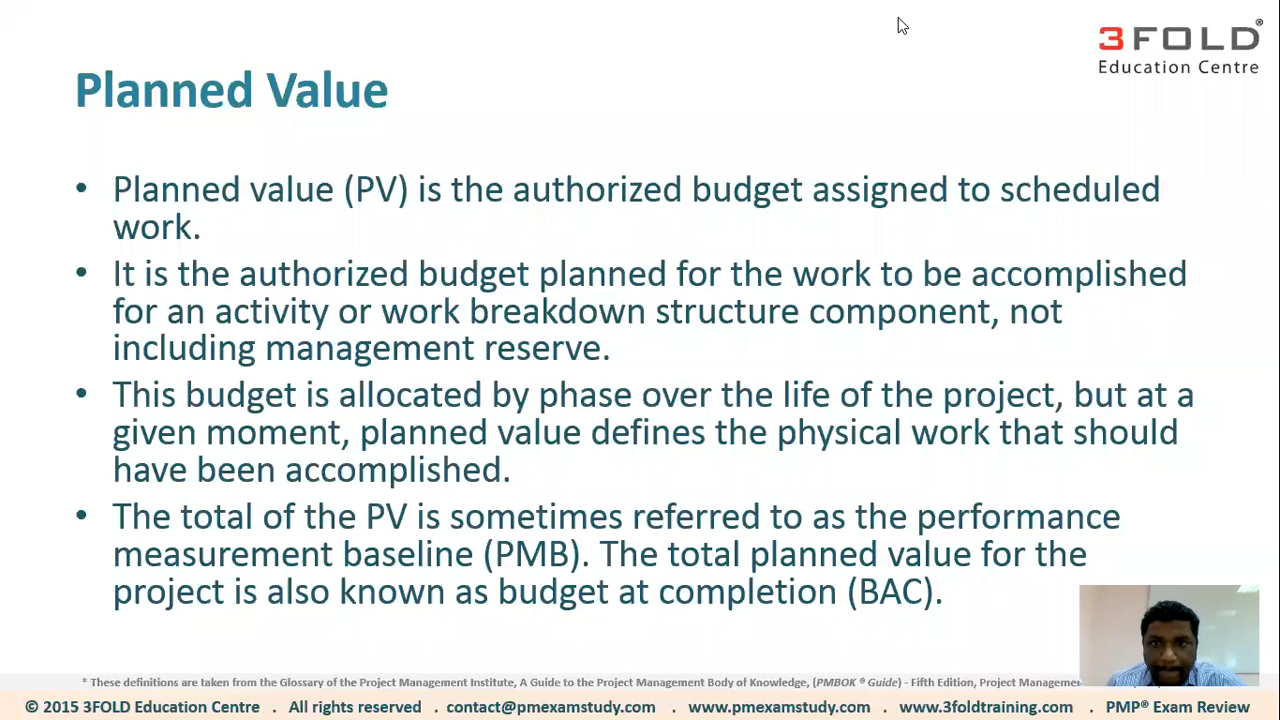 3FOLD®
Education Centre
Planned Value
• Planned value (PV) is the authorized budget assigned to scheduled
work.
• It is the authorized budget planned for the work to be accomplished
for an activity or work breakdown structure component, not
including management reserve.
• This budget is allocated by phase over the life of the project, but at a
given moment, planned value defines the physical work that should
have been accomplished.
• The total of the PV is sometimes referred to as the performance
measurement baseline (PMB). The total planned value for the
project is also known as budget at completion (BAC).
* These definitions are taken from the Glossary of the Project Management Institute, A Guide to the Project Management Body of Knowledge, (PMBOK ® Guide) - Fifth Edition, Project
© 2015 3FOLD Education Centre . All rights reserved . contact@pmexamstudy.com . www.pmexamstudy.com . www.3foldtraining.com . PMP® Exam Review